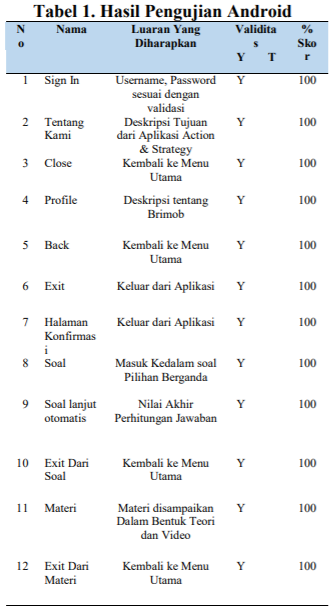 Tabel 1. Hasil Pengujian Android
N Nama Luaran Yang Validita %
o Diharapkan s Sko
Y T r
1 Sign In Username, Password Y 100
sesuai dengan
validasi
2 Tentang Deskripsi Tujuan Y 100
Kami dari Aplikasi Action
& Strategy
3 Close Kembali ke Menu Y 100
Utama
4 Profile Deskripsi tentang Y 100
Brimob
5 Back Kembali ke Menu Y 100
Utama
6 Exit Keluar dari Aplikasi Y 100
7 Halaman Keluar dari Aplikasi Y 100
Konfirmas
i
8 Soal Masuk Kedalam soal Y 100
Pilihan Berganda
9 Soal lanjut Nilai Akhir Y 100
otomatis Perhitungan Jawaban
10 Exit Dari Kembali ke Menu Y 100
Soal Utama
11 Materi Materi disampaikan Y 100
Dalam Bentuk Teori
dan Video
12 Exit Dari Kembali ke Menu Y 100
Materi Utama